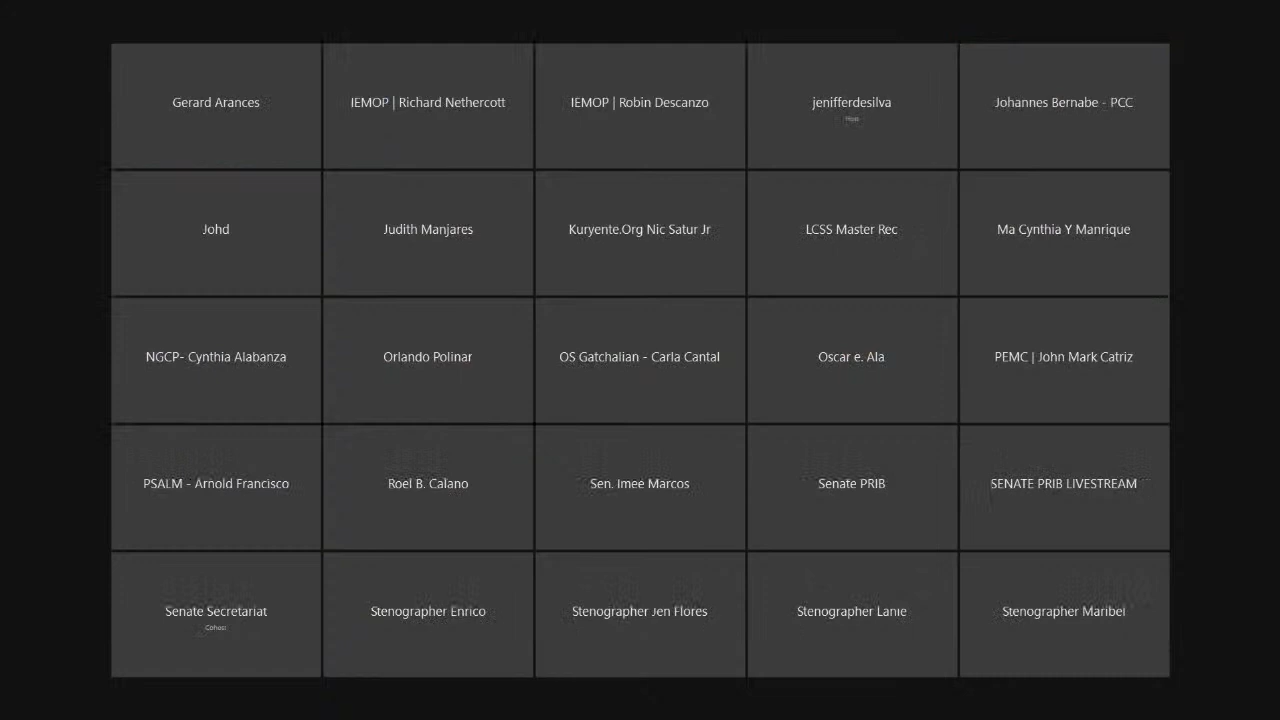 Gerard Arances
IEMOP | Richard Nethercott
IEMOP | Robin Descanzo
jenifferdesilva
Host
Johannes Bernabe - PCC
Johd
Judith Manjares
Kuryente.Org Nic Satur Jr
LCSS Master Rec
Ma Cynthia Y Manrique
NGCP- Cynthia Alabanza
Orlando Polinar
OS Gatchalian - Carla Cantal
Oscar e. Ala
PEMC | John Mark Catriz
PSALM - Arnold Francisco
Roel B. Calano
Sen. Imee Marcos
Senate PRIB
SENATE PRIB LIVESTREAM
Senate Secretariat
Cohost
Stenographer Enrico
Stenographer Jen Flores
Stenographer Lanie
Stenographer Maribel